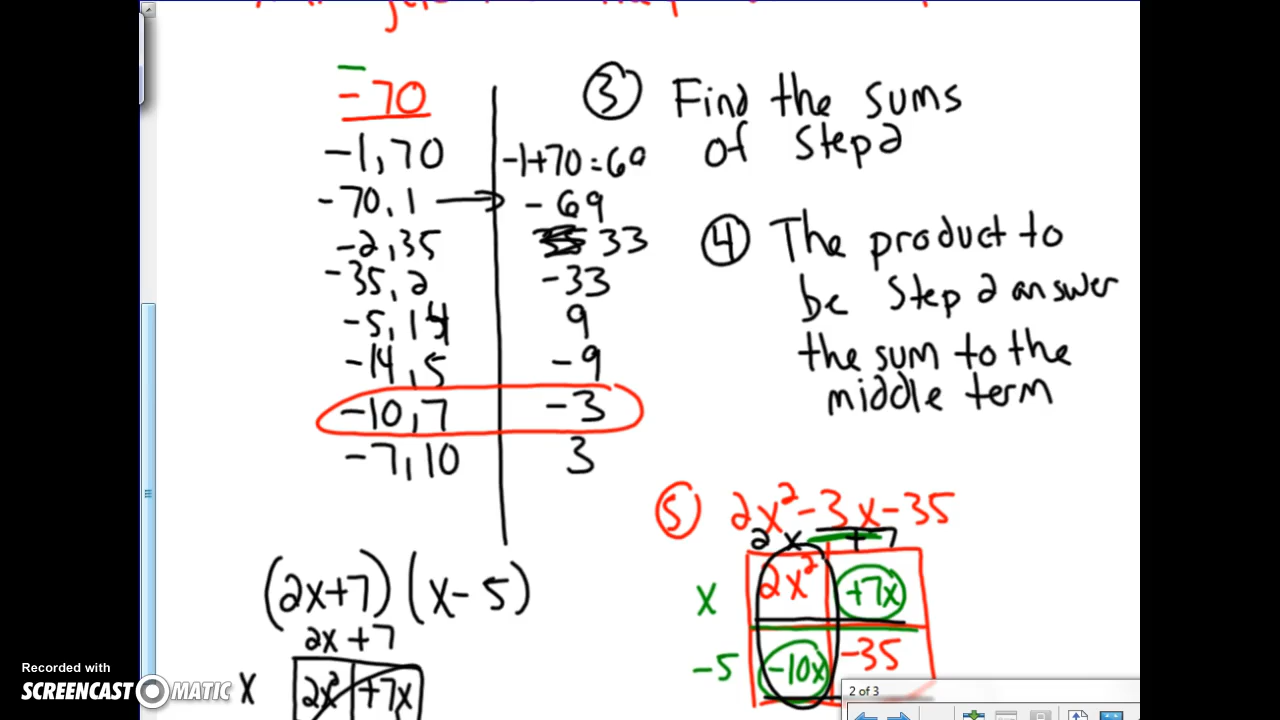 -70
-1, 70
-1+70=69
-70, 1
-69
-2, 35
33
-35, 2
-33
-5, 14
9
-14, 5
-9
-10, 7
-3
-7, 10
3
③ Find the sums
of Step 2
④ The product to
be Step 2 answer
the sum to the
middle term
⑤ 2x²-3x-35
2x +7
x 2x² +7x
-5 -10x -35
(2x+7)(x-5)
2x+7
x 2x² +7x
Recorded with
SCREENCAST O MATIC
2 of 3